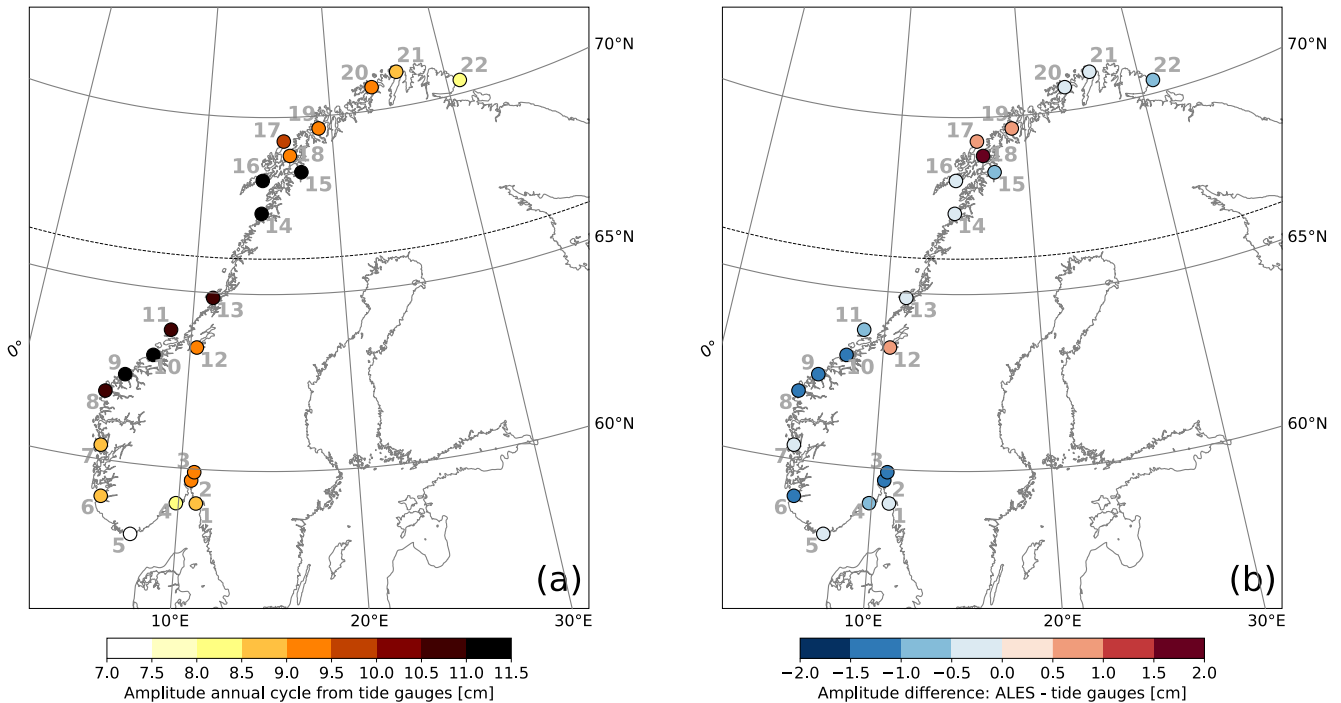 70°N
65°N
60°N
0°
10°E
20°E
30°E
21
22
20
19
17
18
16
15
14
13
11
12
9
10
8
7
3
6
2
4
1
5
(a)
7.0 7.5 8.0 8.5 9.0 9.5 10.0 10.5 11.0 11.5
Amplitude annual cycle from tide gauges [cm]
70°N
65°N
60°N
0°
10°E
20°E
30°E
21
22
20
19
17
18
16
15
14
13
11
12
9
10
8
7
3
6
2
4
1
5
(b)
−2.0 −1.5 −1.0 −0.5 0.0 0.5 1.0 1.5 2.0
Amplitude difference: ALES - tide gauges [cm]